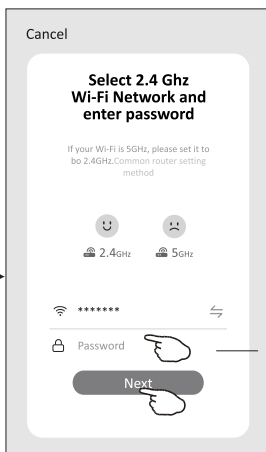 Cancel
Select 2.4 Ghz
Wi-Fi Network and
enter password
If your Wi-Fi is 5GHz, please set it to
bo 2.4GHz.Common router setting
method
2.4GHz 5GHz
*******
Password
Next